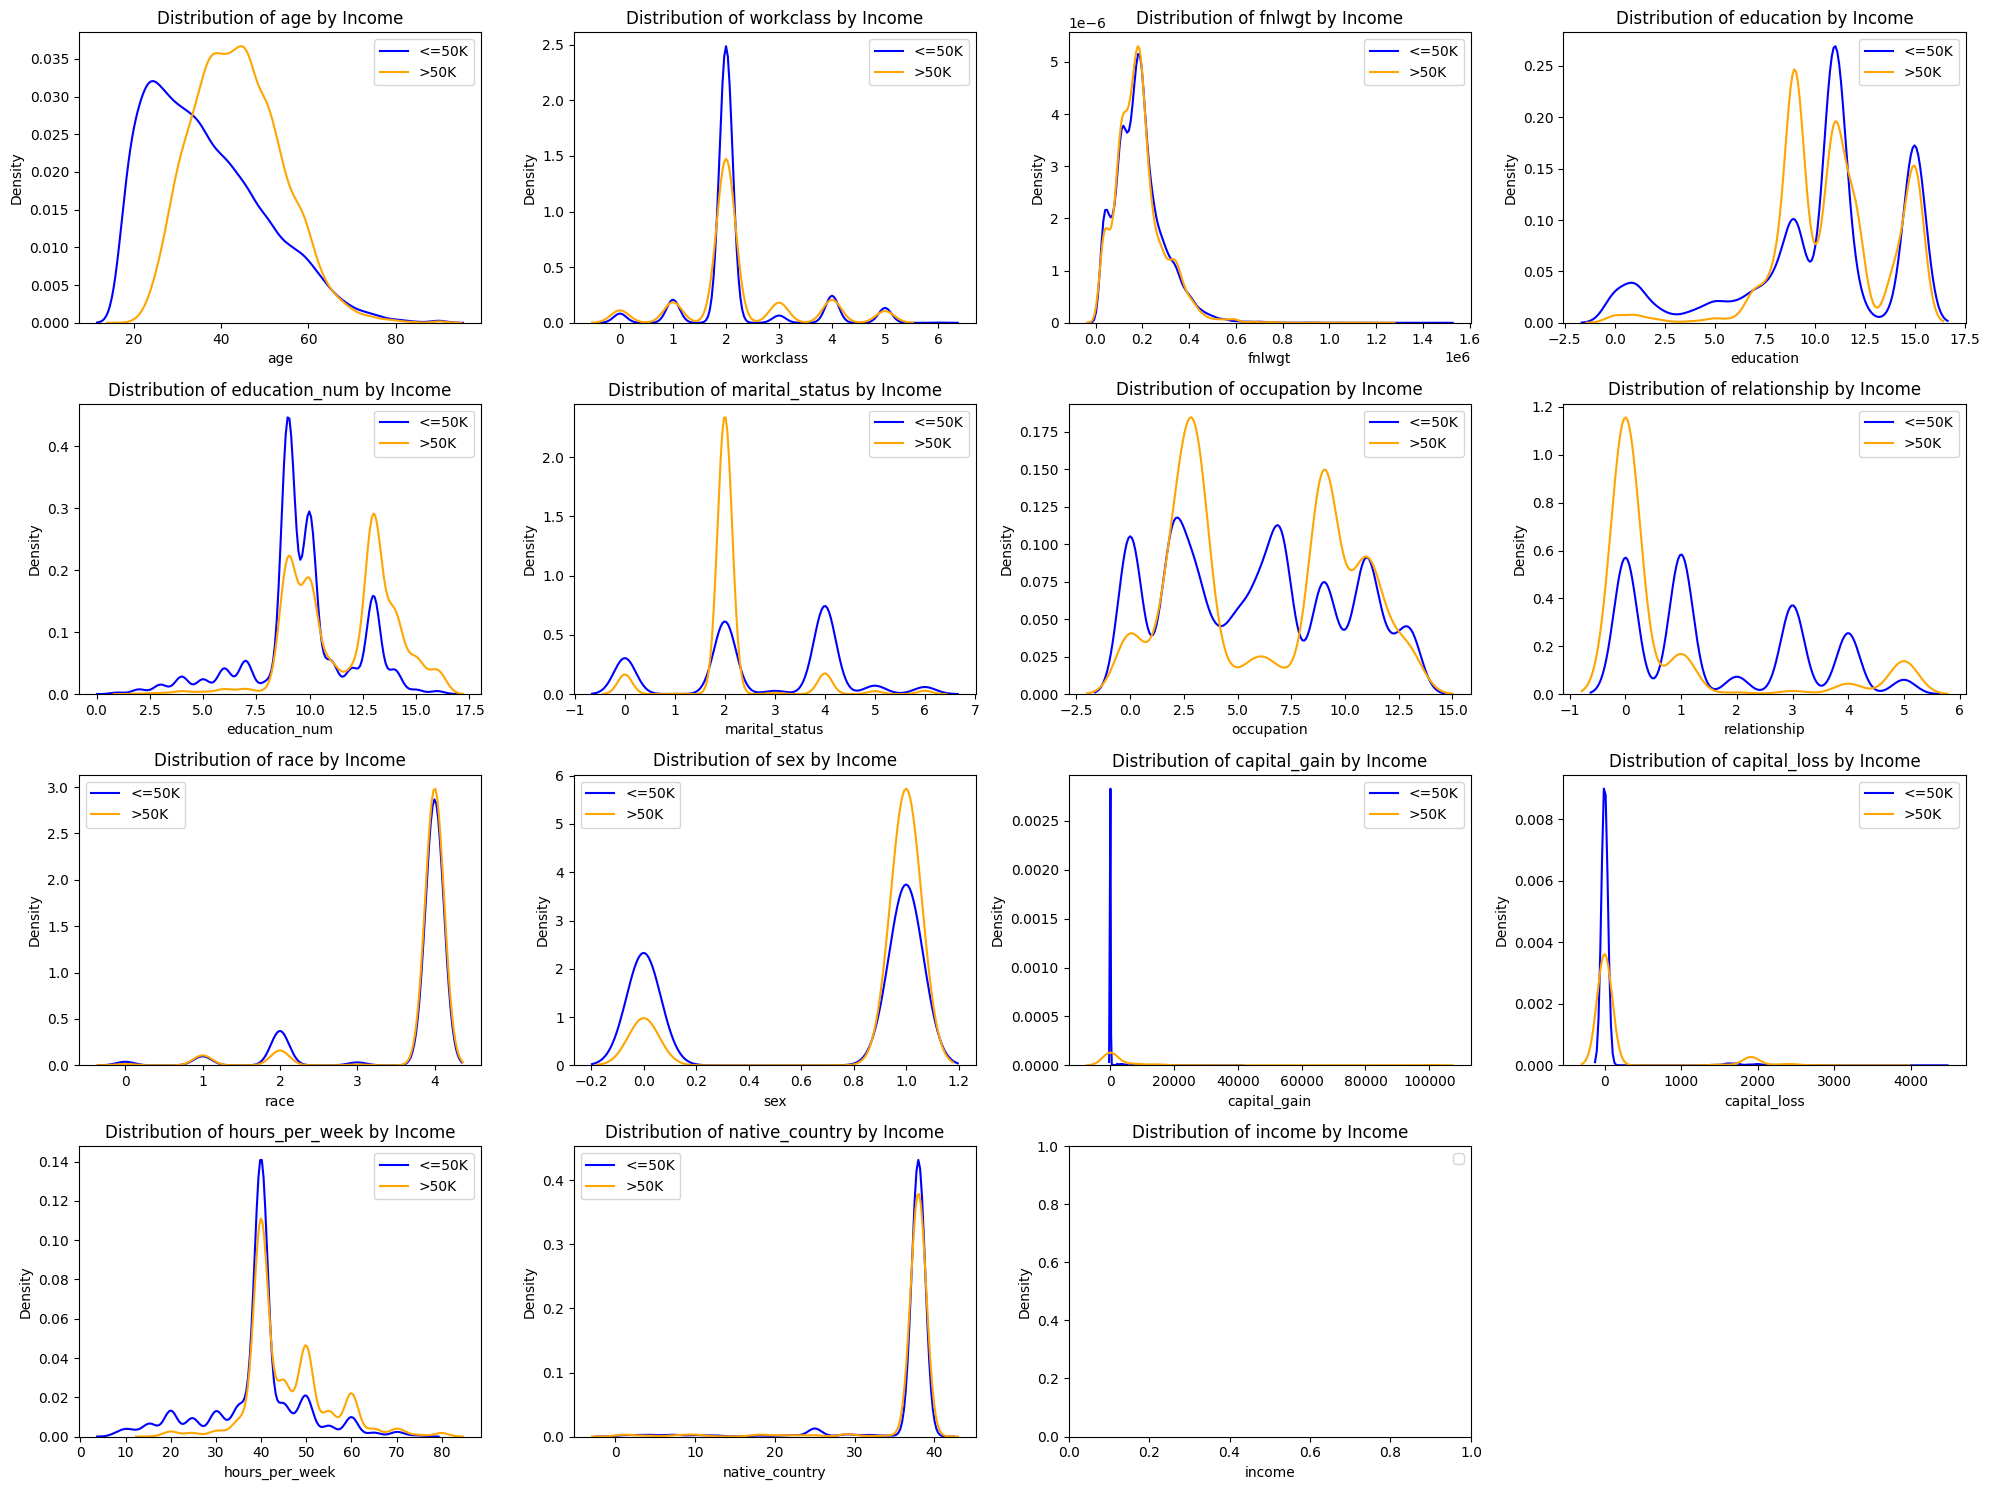 Distribution of age by Income
<=50K
>50K
0.035
0.030
0.025
0.020
0.015
0.010
0.005
0.000
Density
20 40 60 80
age
Distribution of workclass by Income
<=50K
>50K
2.5
2.0
1.5
1.0
0.5
0.0
Density
0 1 2 3 4 5 6
workclass
Distribution of fnlwgt by Income
1e−6
<=50K
>50K
5
4
3
2
1
0
Density
0.0 0.2 0.4 0.6 0.8 1.0 1.2 1.4 1.6
1e6
fnlwgt
Distribution of education by Income
<=50K
>50K
0.25
0.20
0.15
0.10
0.05
0.00
Density
−2.5 0.0 2.5 5.0 7.5 10.0 12.5 15.0 17.5
education
Distribution of education_num by Income
<=50K
>50K
0.4
0.3
0.2
0.1
0.0
Density
0.0 2.5 5.0 7.5 10.0 12.5 15.0 17.5
education_num
Distribution of marital_status by Income
<=50K
>50K
2.0
1.5
1.0
0.5
0.0
Density
−1 0 1 2 3 4 5 6 7
marital_status
Distribution of occupation by Income
<=50K
>50K
0.175
0.150
0.125
0.100
0.075
0.050
0.025
0.000
Density
−2.5 0.0 2.5 5.0 7.5 10.0 12.5 15.0
occupation
Distribution of relationship by Income
<=50K
>50K
1.2
1.0
0.8
0.6
0.4
0.2
0.0
Density
−1 0 1 2 3 4 5 6
relationship
Distribution of race by Income
<=50K
>50K
3.0
2.5
2.0
1.5
1.0
0.5
0.0
Density
0 1 2 3 4
race
Distribution of sex by Income
<=50K
>50K
6
5
4
3
2
1
0
Density
−0.2 0.0 0.2 0.4 0.6 0.8 1.0 1.2
sex
Distribution of capital_gain by Income
<=50K
>50K
0.0025
0.0020
0.0015
0.0010
0.0005
0.0000
Density
0 20000 40000 60000 80000 100000
capital_gain
Distribution of capital_loss by Income
<=50K
>50K
0.008
0.006
0.004
0.002
0.000
Density
0 1000 2000 3000 4000
capital_loss
Distribution of hours_per_week by Income
<=50K
>50K
0.14
0.12
0.10
0.08
0.06
0.04
0.02
0.00
Density
0 10 20 30 40 50 60 70 80
hours_per_week
Distribution of native_country by Income
<=50K
>50K
0.4
0.3
0.2
0.1
0.0
Density
0 10 20 30 40
native_country
Distribution of income by Income
1.0
0.8
0.6
0.4
0.2
0.0
Density
0.0 0.2 0.4 0.6 0.8 1.0
income